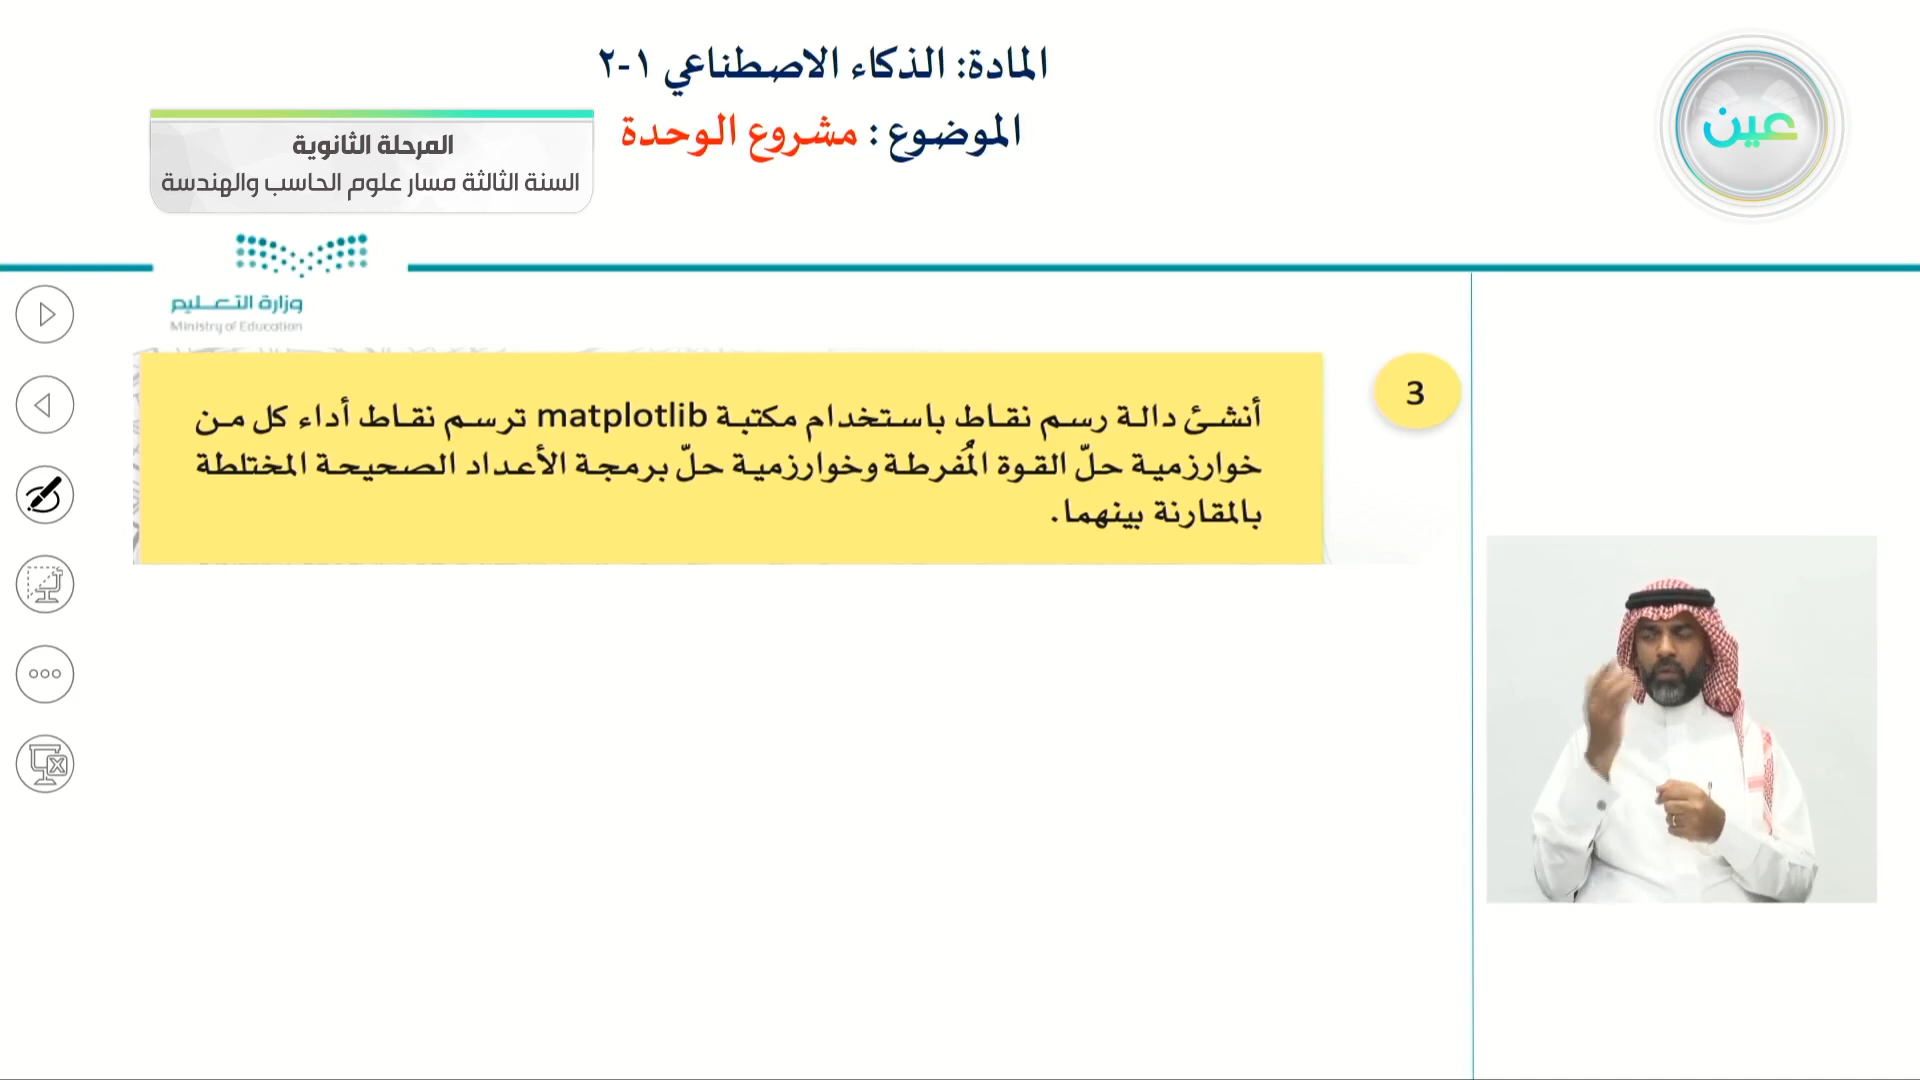 المادة: الذكاء الاصطناعي ١-٢
الموضوع : مشروع الوحدة
المرحلة الثانوية
السنة الثالثة مسار علوم الحاسب والهندسة
عين
وزارة التعليم
Ministry of Education
3
أنشئ دالة رسم نقاط باستخدام مكتبة matplotlib ترسم نقاط أداء كل من
خوارزمية حلّ القوة المُفرطة وخوارزمية حلّ برمجة الأعداد الصحيحة المختلطة
بالمقارنة بينهما.